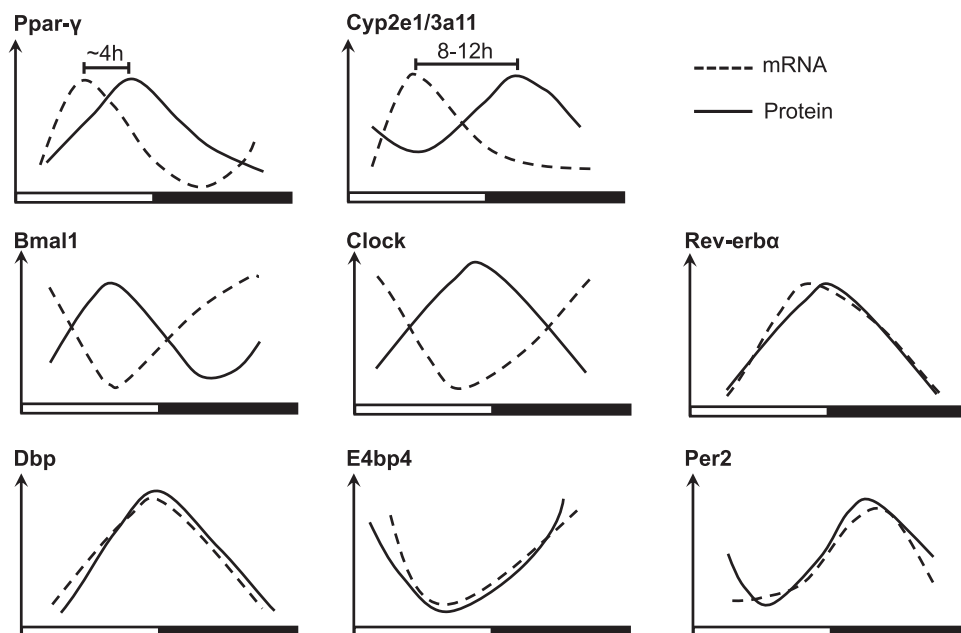 Ppar-γ
~4h
Cyp2e1/3a11
8-12h
mRNA
Protein
Bmal1
Clock
Rev-erbα
Dbp
E4bp4
Per2